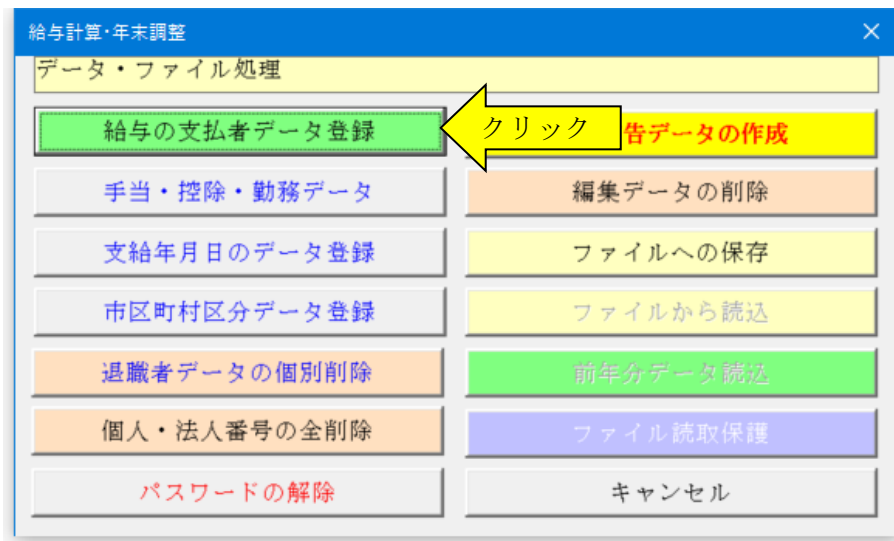 給与計算・年末調整
データ・ファイル処理
給与の支払者データ登録
クリック
告データの作成
手当・控除・勤務データ
編集データの削除
支給年月日のデータ登録
ファイルへの保存
市区町村区分データ登録
ファイルから読込
退職者データの個別削除
前年分データ読込
個人・法人番号の全削除
ファイル読取保護
パスワードの解除
キャンセル